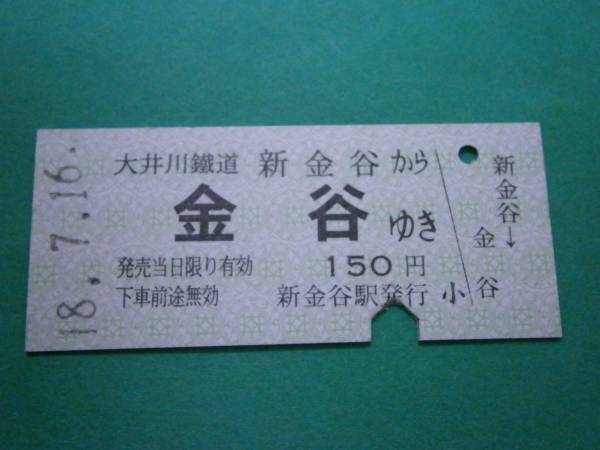 18.7.16.
大井川鐵道 新金谷から
金谷ゆき
発売当日限り有効 150円
下車前途無効 新金谷駅発行
小
新金谷→
金谷